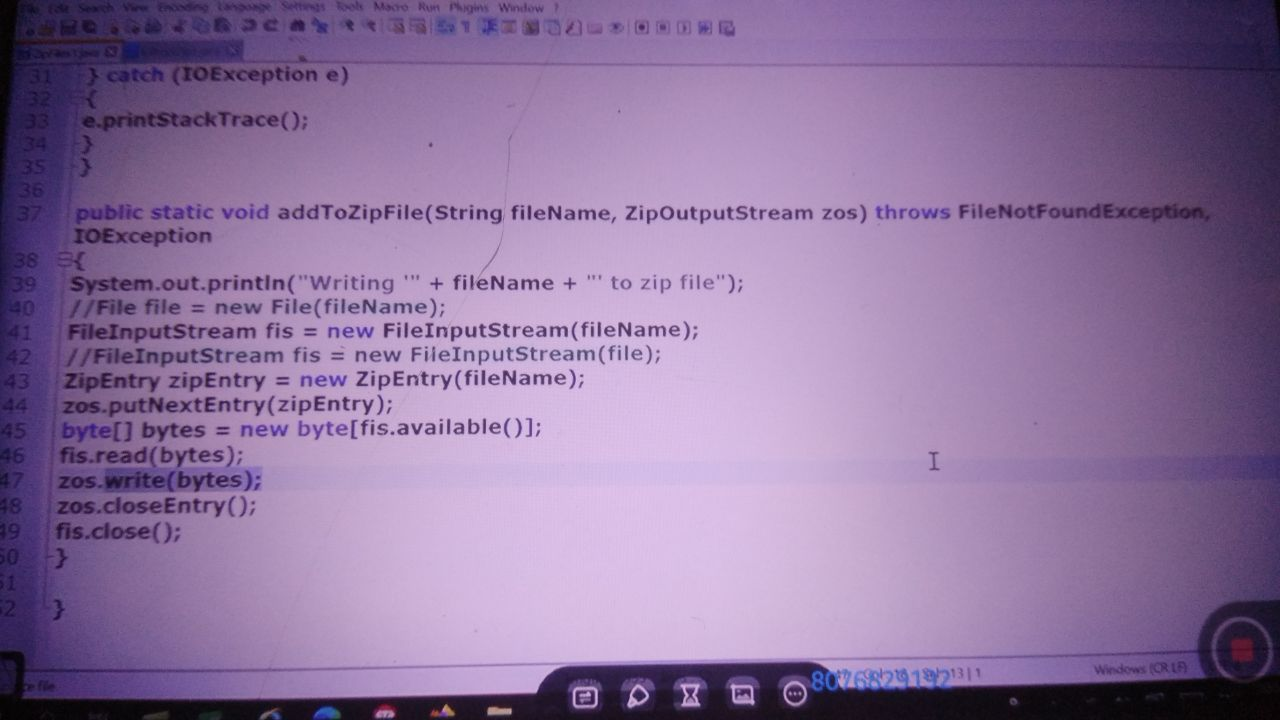 File Edit Search View Encoding Language Settings Tools Macro Run Plugins Window ?
31 } catch (IOException e)
32 {
33 e.printStackTrace();
34 }
35 }
36
37 public static void addToZipFile(String fileName, ZipOutputStream zos) throws FileNotFoundException,
IOException
38 {
39 System.out.println("Writing '" + fileName + "' to zip file");
40 //File file = new File(fileName);
41 FileInputStream fis = new FileInputStream(fileName);
42 //FileInputStream fis = new FileInputStream(file);
43 ZipEntry zipEntry = new ZipEntry(fileName);
44 zos.putNextEntry(zipEntry);
45 byte[] bytes = new byte[fis.available()];
46 fis.read(bytes);
47 zos.write(bytes);
48 zos.closeEntry();
49 fis.close();
50 }
51
52 }
file
13 | 1
Windows (CR LF)